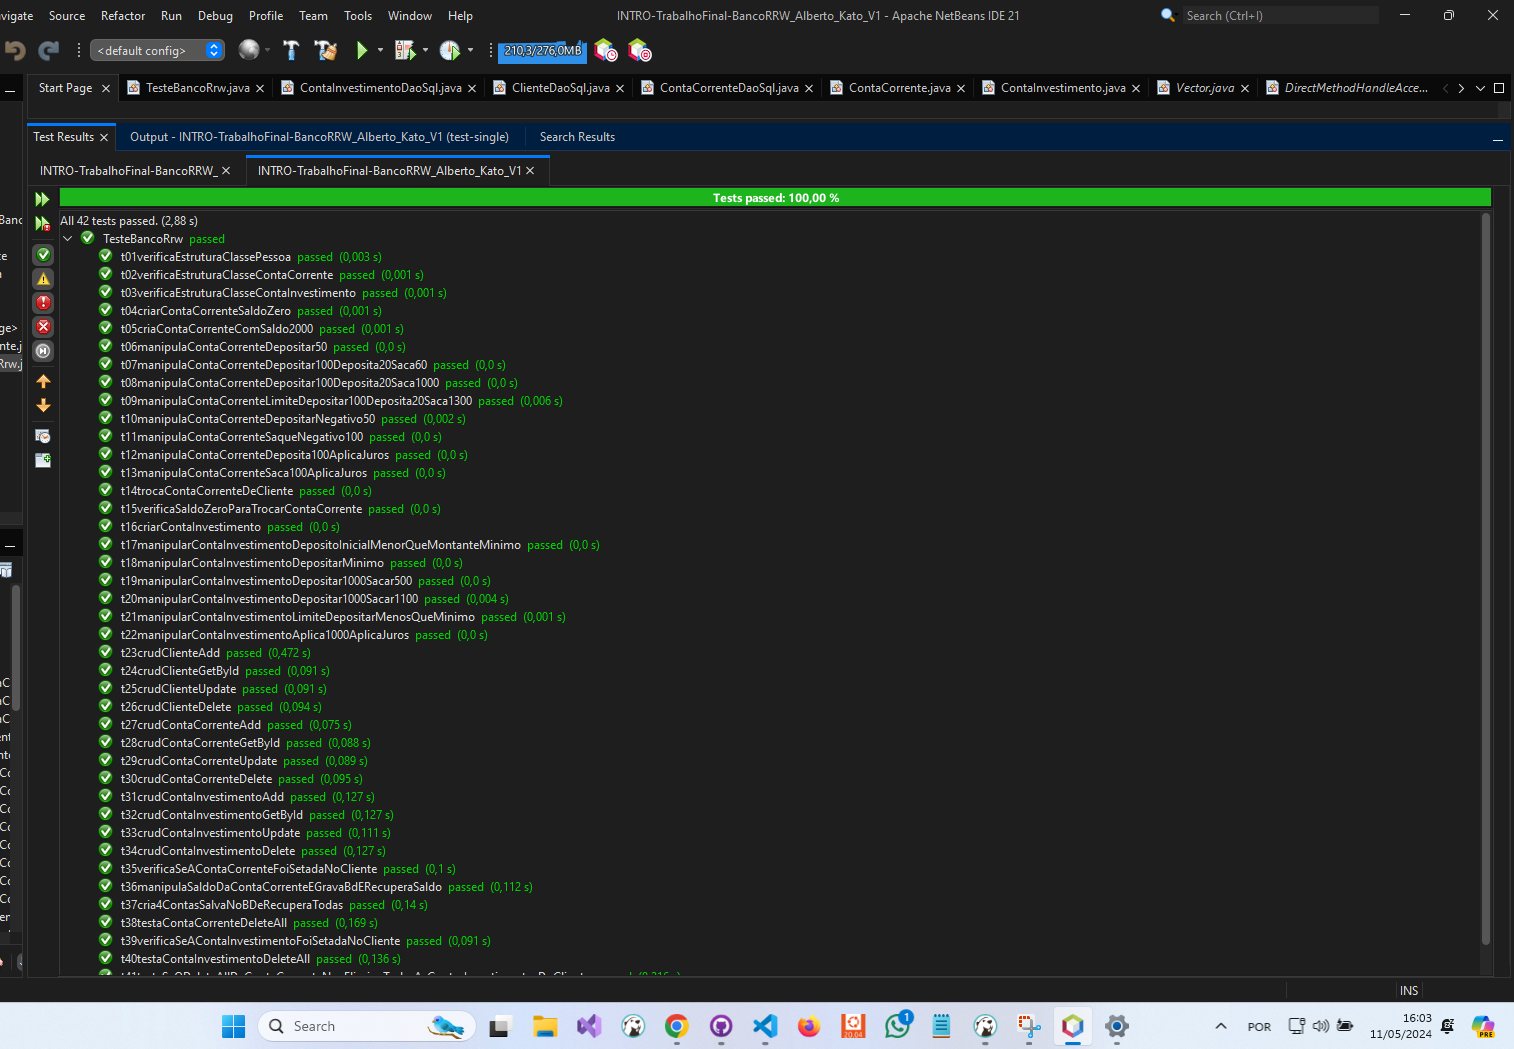 Source Refactor Run Debug Profile Team Tools Window Help INTRO-TrabalhoFinal-BancoRRW_Alberto_Kato_V1 - Apache NetBeans IDE 21 Search (Ctrl+I)
<default config> 210,3/276,0MB
Start Page TesteBancoRrw.java ContaInvestimentoDaoSql.java ClienteDaoSql.java ContaCorrenteDaoSql.java ContaCorrente.java ContaInvestimento.java Vector.java DirectMethodHandleAcce...
Test Results Output - INTRO-TrabalhoFinal-BancoRRW_Alberto_Kato_V1 (test-single) Search Results
INTRO-TrabalhoFinal-BancoRRW_ INTRO-TrabalhoFinal-BancoRRW_Alberto_Kato_V1
Tests passed: 100,00 %
All 42 tests passed. (2,88 s)
TesteBancoRrw passed
t01verificaEstruturaClassePessoa passed (0,003 s)
t02verificaEstruturaClasseContaCorrente passed (0,001 s)
t03verificaEstruturaClasseContaInvestimento passed (0,001 s)
t04criarContaCorrenteSaldoZero passed (0,001 s)
t05criaContaCorrenteComSaldo2000 passed (0,001 s)
t06manipulaContaCorrenteDepositar50 passed (0,0 s)
t07manipulaContaCorrenteDepositar100Deposita20Saca60 passed (0,0 s)
t08manipulaContaCorrenteDepositar100Deposita20Saca1000 passed (0,0 s)
t09manipulaContaCorrenteLimiteDepositar100Deposita20Saca1300 passed (0,006 s)
t10manipulaContaCorrenteDepositarNegativo50 passed (0,002 s)
t11manipulaContaCorrenteSaqueNegativo100 passed (0,0 s)
t12manipulaContaCorrenteDeposita100AplicaJuros passed (0,0 s)
t13manipulaContaCorrenteSaca100AplicaJuros passed (0,0 s)
t14trocaContaCorrenteDeCliente passed (0,0 s)
t15verificaSaldoZeroParaTrocarContaCorrente passed (0,0 s)
t16criarContaInvestimento passed (0,0 s)
t17manipularContaInvestimentoDepositoInicialMenorQueMontanteMinimo passed (0,0 s)
t18manipularContaInvestimentoDepositarMinimo passed (0,0 s)
t19manipularContaInvestimentoDepositar1000Sacar500 passed (0,0 s)
t20manipularContaInvestimentoDepositar1000Sacar1100 passed (0,004 s)
t21manipularContaInvestimentoLimiteDepositarMenosQueMinimo passed (0,001 s)
t22manipularContaInvestimentoAplica1000AplicaJuros passed (0,0 s)
t23crudClienteAdd passed (0,472 s)
t24crudClienteGetById passed (0,091 s)
t25crudClienteUpdate passed (0,091 s)
t26crudClienteDelete passed (0,094 s)
t27crudContaCorrenteAdd passed (0,075 s)
t28crudContaCorrenteGetById passed (0,088 s)
t29crudContaCorrenteUpdate passed (0,089 s)
t30crudContaCorrenteDelete passed (0,095 s)
t31crudContaInvestimentoAdd passed (0,127 s)
t32crudContaInvestimentoGetById passed (0,127 s)
t33crudContaInvestimentoUpdate passed (0,111 s)
t34crudContaInvestimentoDelete passed (0,127 s)
t35verificaSeAContaCorrenteFoiSetadaNoCliente passed (0,1 s)
t36manipulaSaldoDaContaCorrenteEGravaBdERecuperaSaldo passed (0,112 s)
t37cria4ContasSalvaNoBDeRecuperaTodas passed (0,14 s)
t38testaContaCorrenteDeleteAll passed (0,169 s)
t39verificaSeAContaInvestimentoFoiSetadaNoCliente passed (0,091 s)
t40testaContaInvestimentoDeleteAll passed (0,136 s)
INS
Search 20.04 1 POR 16:03
11/05/2024 PRE